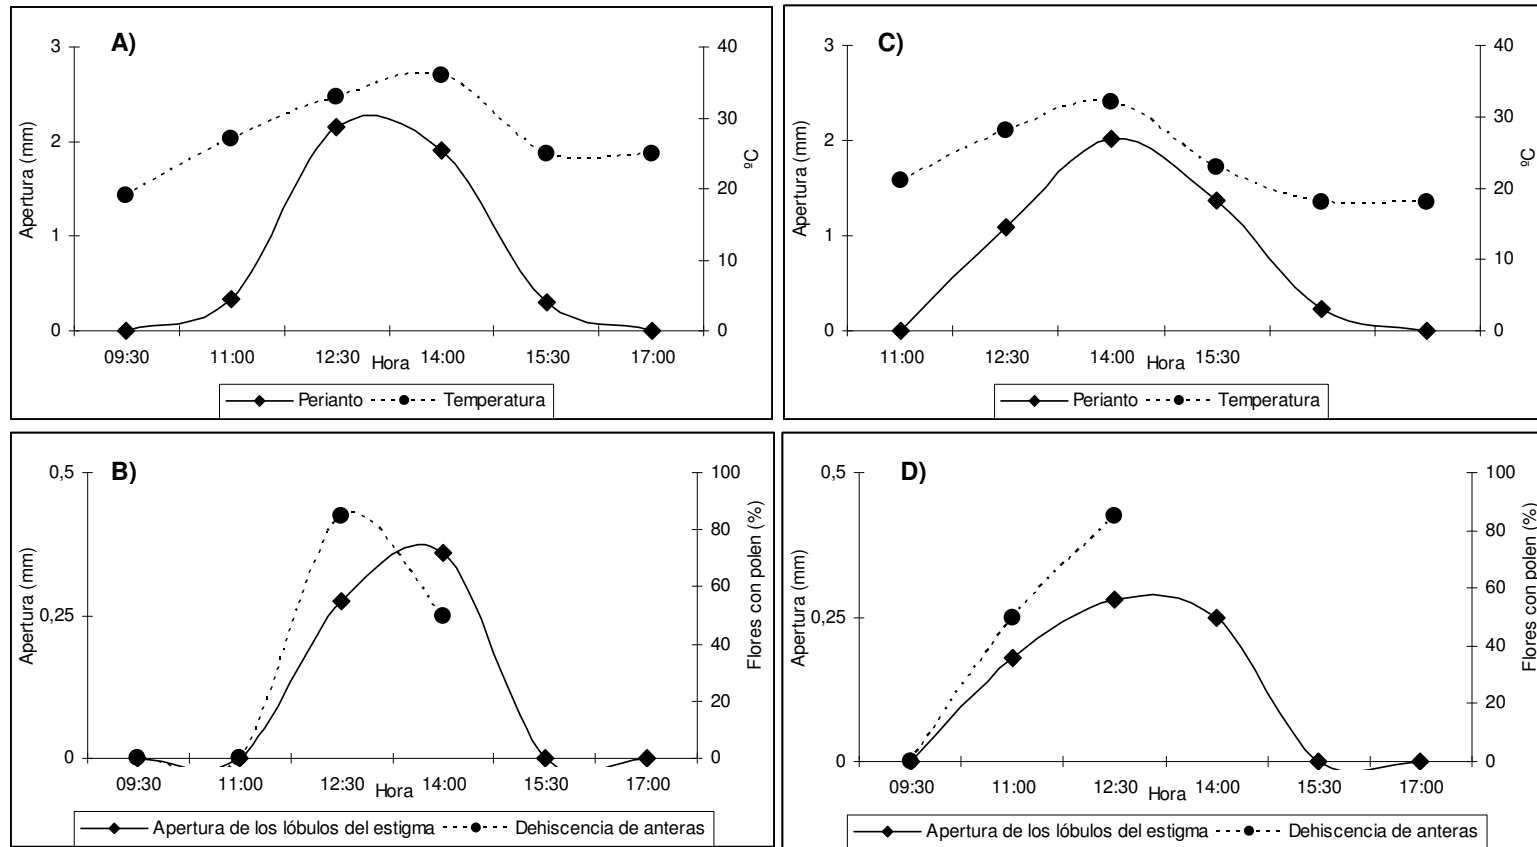 A)
3
2
1
0
Apertura (mm)
40
30
20
10
0
ºC
09:30 11:00 12:30 14:00 15:30 17:00
Hora
Perianto Temperatura
C)
3
2
1
0
Apertura (mm)
40
30
20
10
0
ºC
11:00 12:30 14:00 15:30
Hora
Perianto Temperatura
B)
0,5
0,25
0
Apertura (mm)
100
80
60
40
20
0
Flores con polen (%)
09:30 11:00 12:30 14:00 15:30 17:00
Hora
Apertura de los lóbulos del estigma Dehiscencia de anteras
D)
0,5
0,25
0
Apertura (mm)
100
80
60
40
20
0
Flores con polen (%)
09:30 11:00 12:30 14:00 15:30 17:00
Hora
Apertura de los lóbulos del estigma Dehiscencia de anteras